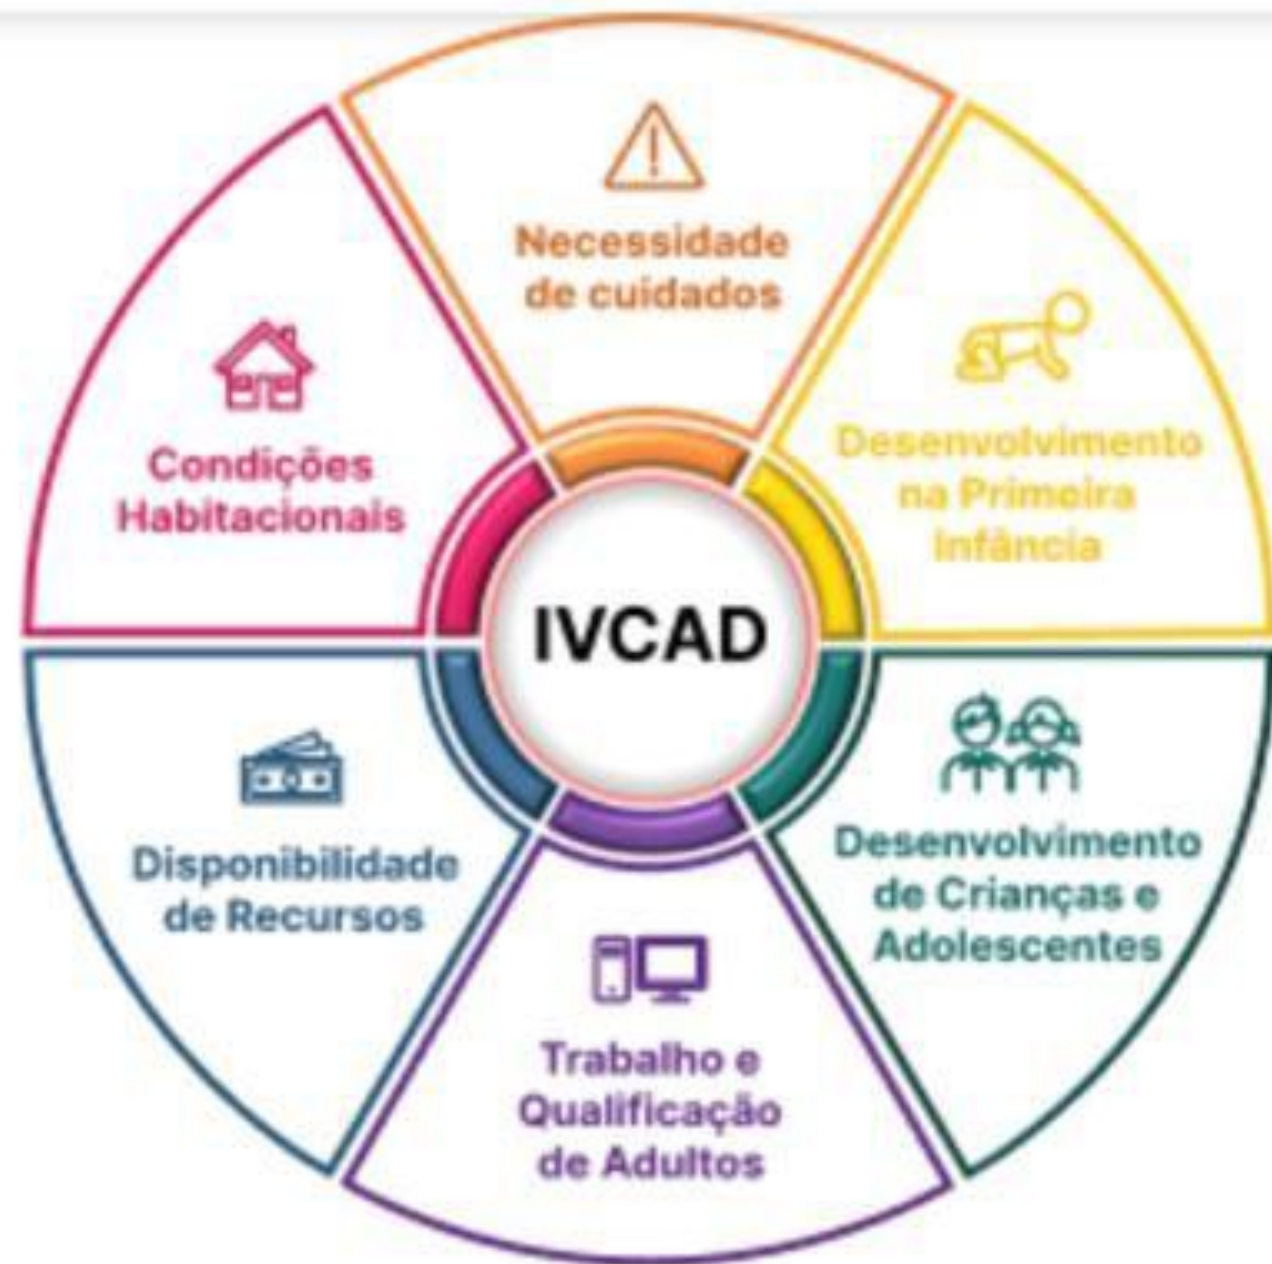 Necessidade
de cuidados
Desenvolvimento
na Primeira
Infância
Desenvolvimento
de Crianças e
Adolescentes
Trabalho e
Qualificação
de Adultos
Disponibilidade
de Recursos
Condições
Habitacionais
IVCAD